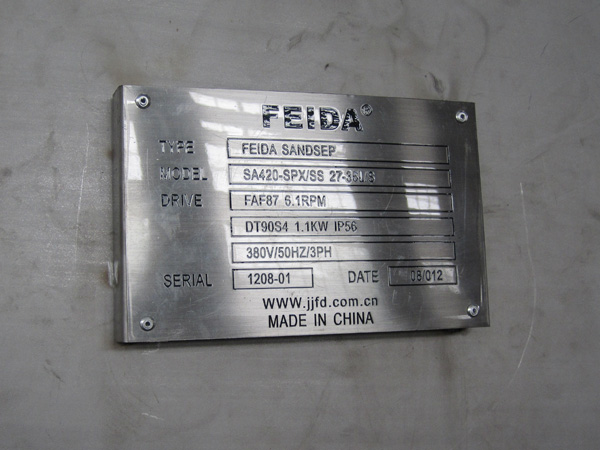 FEIDA®
TYPE FEIDA SANDSEP
MODEL SA420-SPX/SS
DRIVE FAF87 6.1RPM
DT90S4 1.1KW IP56
380V/50HZ/3PH
SERIAL 1208-01 DATE 08/012
www.jjfd.com.cn
MADE IN CHINA